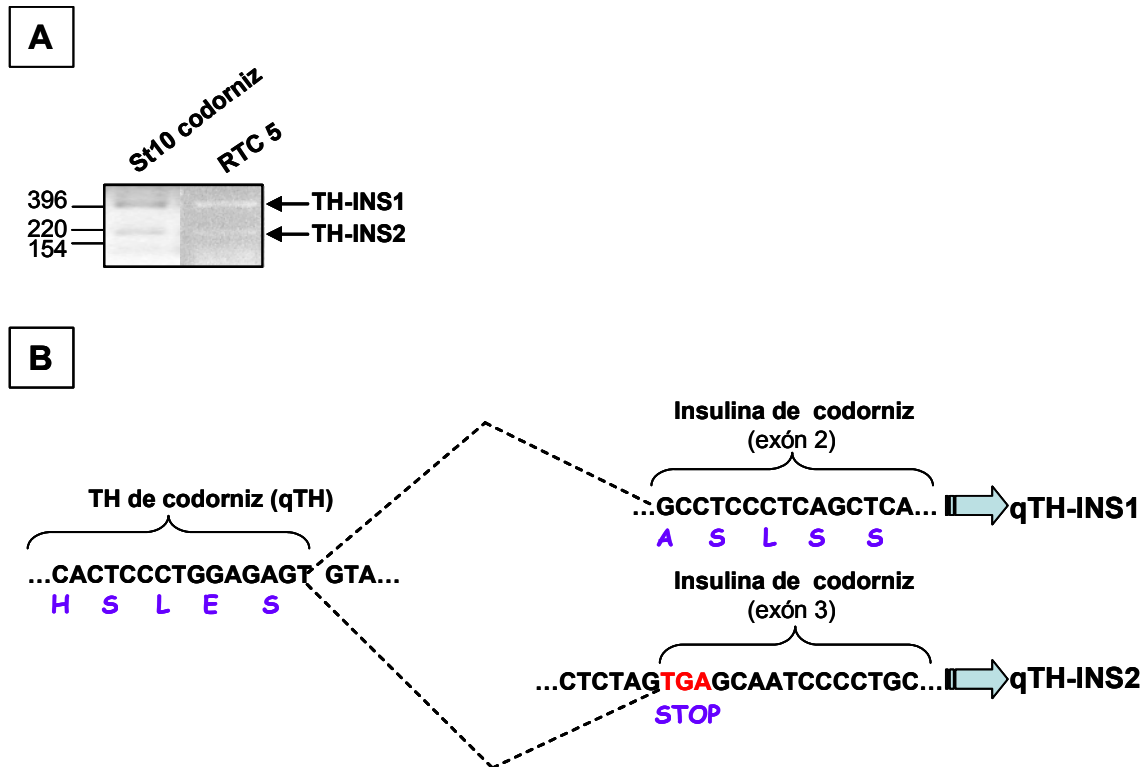 A
St10 codorniz
RTC 5
396
220
154
TH-INS1
TH-INS2
B
Insulina de codorniz
(exón 2)
TH de codorniz (qTH)
...GCCTCCCTCAGCTCA...
qTH-INS1
A S L S S
...CACTCCCTGGAGAGT GTA...
H S L E S
Insulina de codorniz
(exón 3)
...CTCTAGTGAGCAATCCCCTGC...
qTH-INS2
STOP